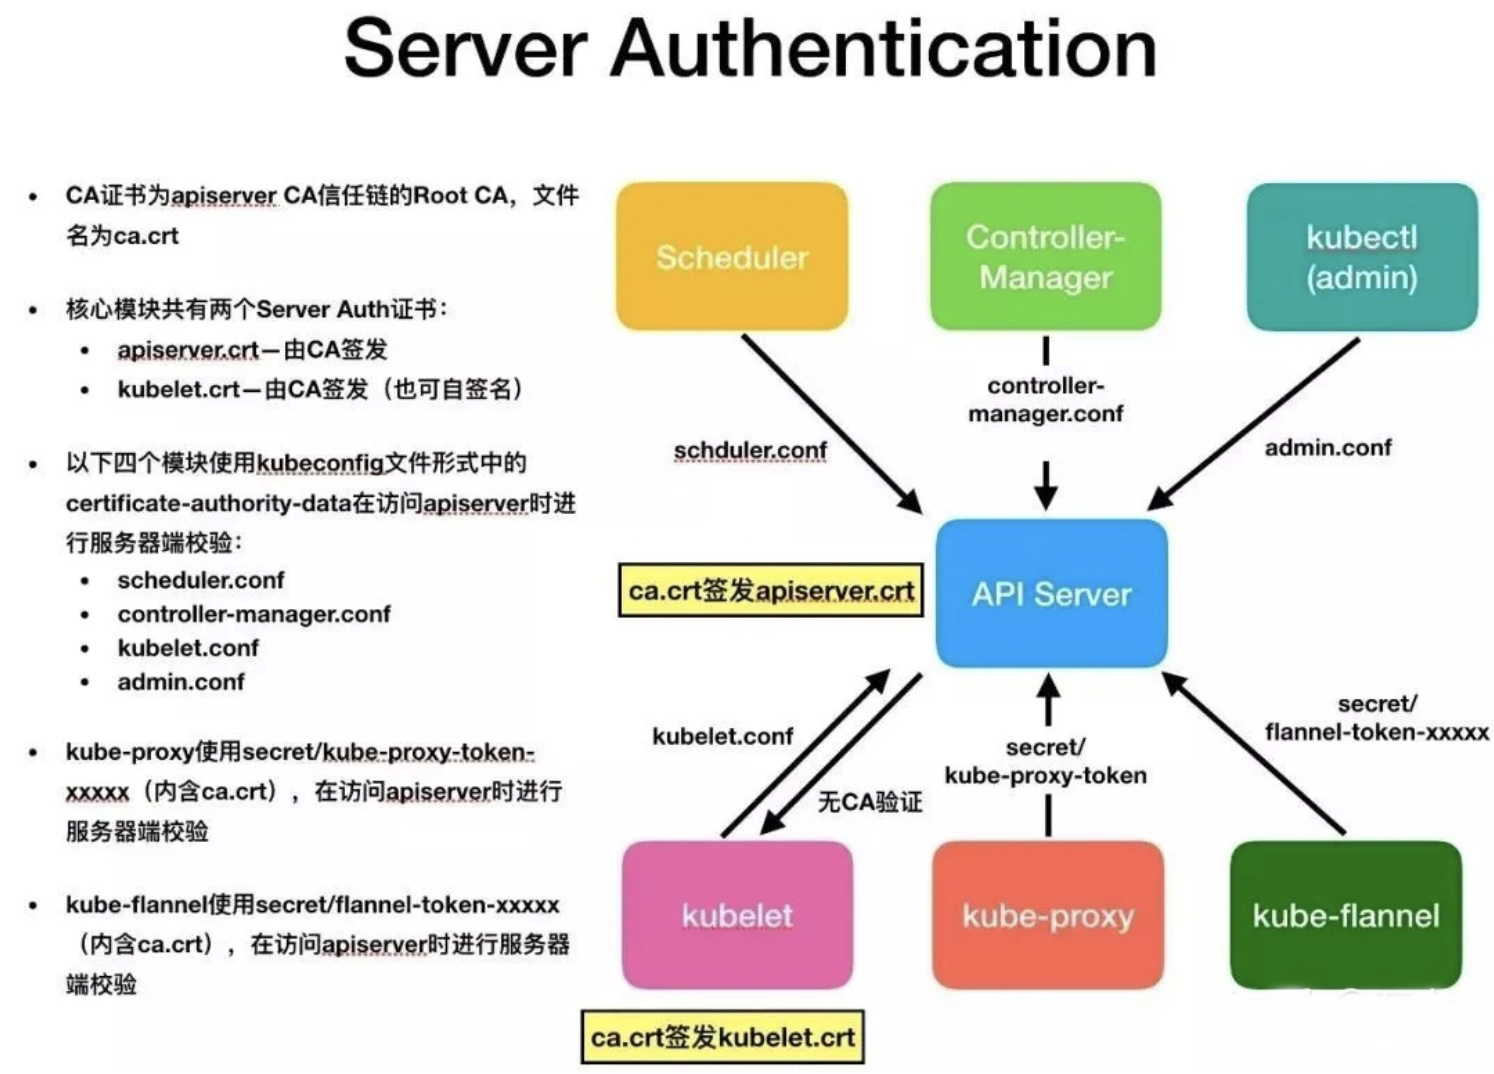 Server Authentication
CA证书为apiserver CA信任链的Root CA，文件
名为ca.crt
核心模块共有两个Server Auth证书：
apiserver.crt—由CA签发
kubelet.crt—由CA签发（也可自签名）
以下四个模块使用kubeconfig文件形式中的
certificate-authority-data在访问apiserver时进
行服务器端校验：
scheduler.conf
controller-manager.conf
kubelet.conf
admin.conf
kube-proxy使用secret/kube-proxy-token-
xxxxx（内含ca.crt），在访问apiserver时进行
服务器端校验
kube-flannel使用secret/flannel-token-xxxxx
（内含ca.crt），在访问apiserver时进行服务器
端校验
Scheduler
Controller-
Manager
kubectl
(admin)
schduler.conf
controller-
manager.conf
admin.conf
ca.crt签发apiserver.crt
API Server
kubelet.conf
无CA验证
secret/
kube-proxy-token
secret/
flannel-token-xxxxx
kubelet
kube-proxy
kube-flannel
ca.crt签发kubelet.crt